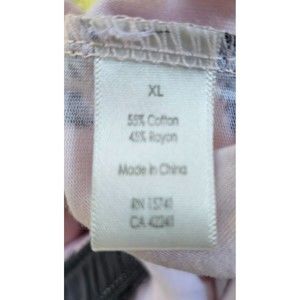 XL
55% Cotton
45% Rayon
Made in China
RN 15741
CA 42241